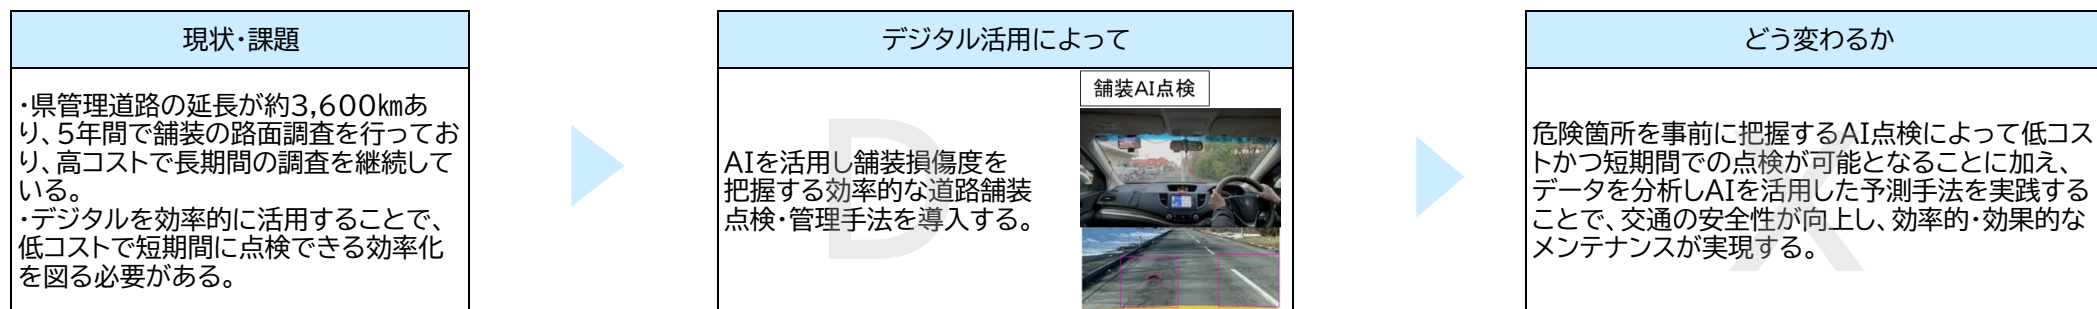 現状・課題
・県管理道路の延長が約3,600㎞あ
り、5年間で舗装の路面調査を行ってお
り、高コストで長期間の調査を継続して
いる。
・デジタルを効率的に活用することで、
低コストで短期間に点検できる効率化
を図る必要がある。
デジタル活用によって
舗装AI点検
AIを活用し舗装損傷度を
把握する効率的な道路舗装
点検・管理手法を導入する。
D
どう変わるか
危険箇所を事前に把握するAI点検によって低コス
トかつ短期間での点検が可能となることに加え、
データを分析しAIを活用した予測手法を実践する
ことで、交通の安全性が向上し、効率的・効果的な
メンテナンスが実現する。
X